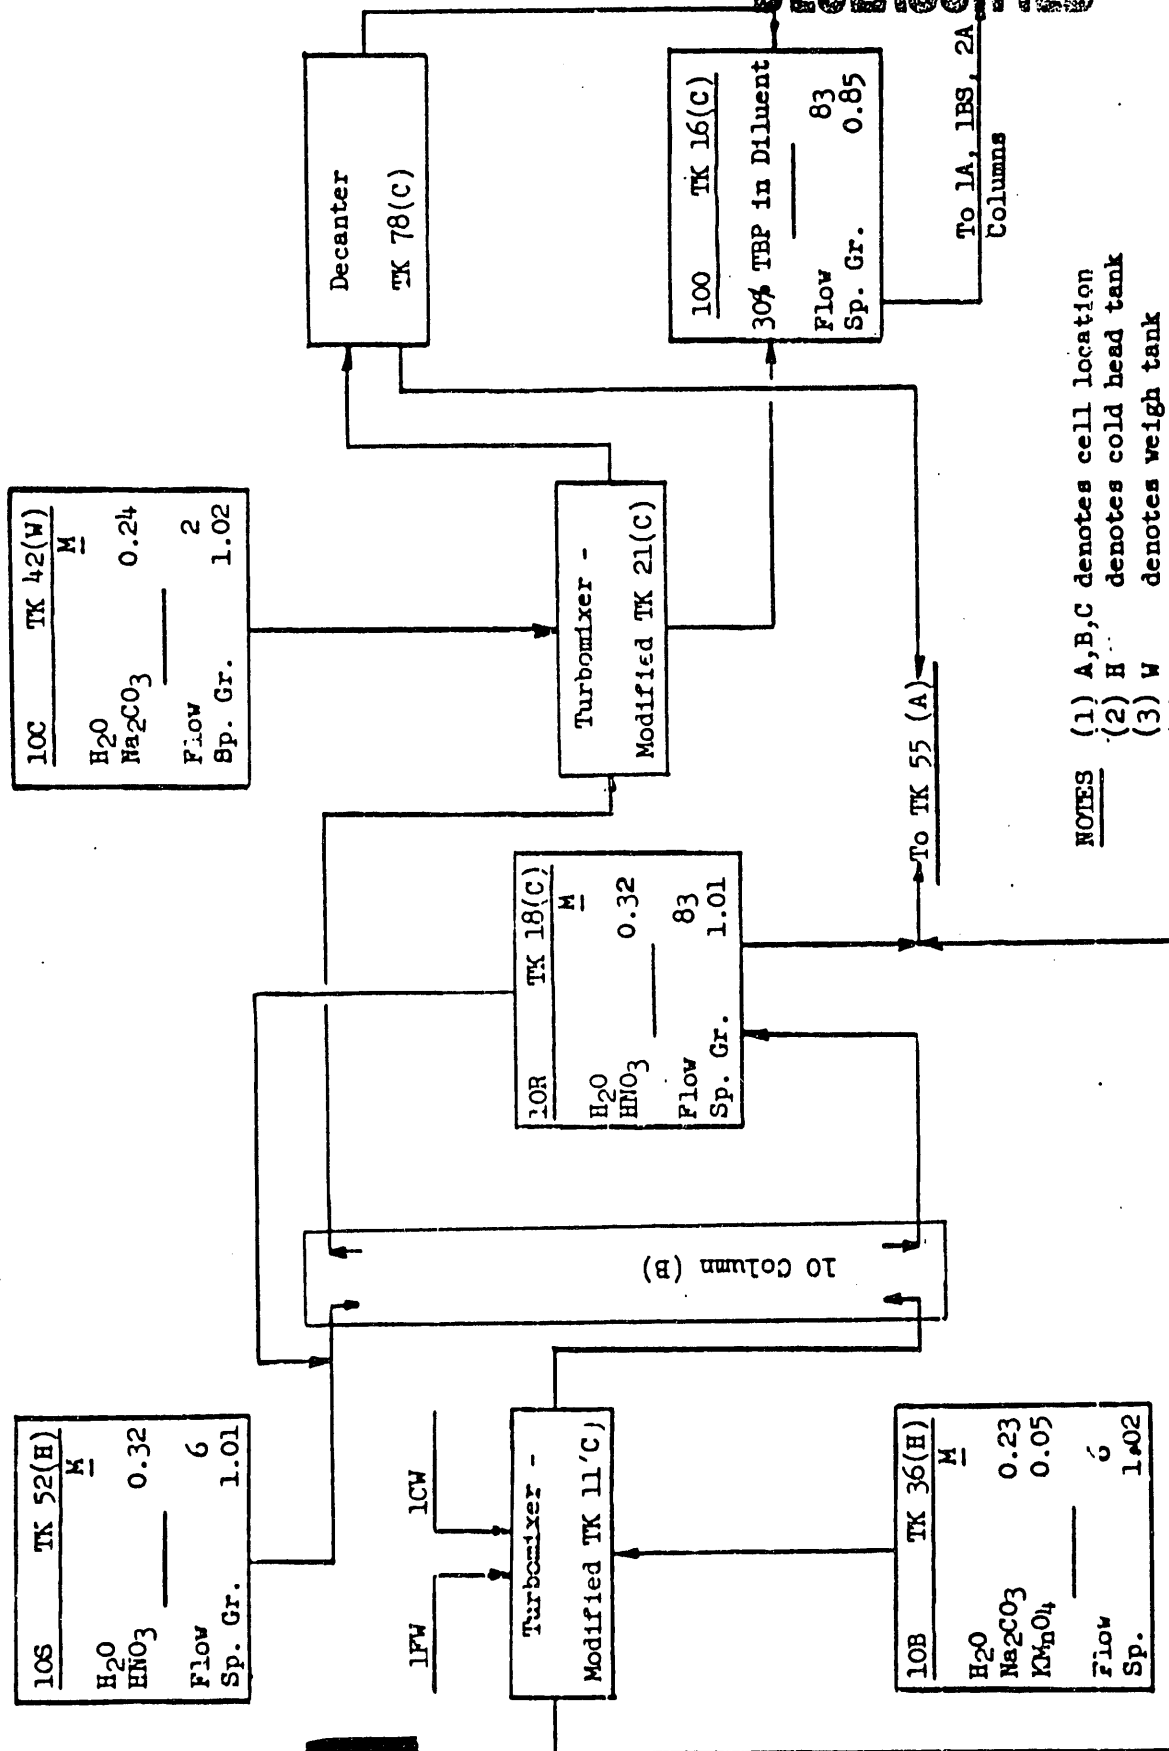 DECLASSIFIED
10S TK 52(H)
M
H2O
HNO3 0.32
Flow 6
Sp. Gr. 1.01
10C TK 42(W)
M
H2O
Na2CO3 0.24
Flow 2
Sp. Gr. 1.02
Decanter
TK 78(C)
1FW
1CW
Turbomixer -
Modified TK 11'C)
10 Column (B)
10R TK 18(C)
M
H2O
HNO3 0.32
Flow 83
Sp. Gr. 1.01
Turbomixer -
Modified TK 21(C)
100 TK 16(C)
30% TBP in Diluent
Flow 83
Sp. Gr. 0.85
10B TK 36(H)
M
H2O
Na2CO3 0.23
KMnO4 0.05
Flow
Sp. 1.02
To TK 55 (A)
To 1A, 1BS, 2A
Columns
NOTES (1) A,B,C denotes cell location
(2) H denotes cold head tank
(3) W denotes weigh tank